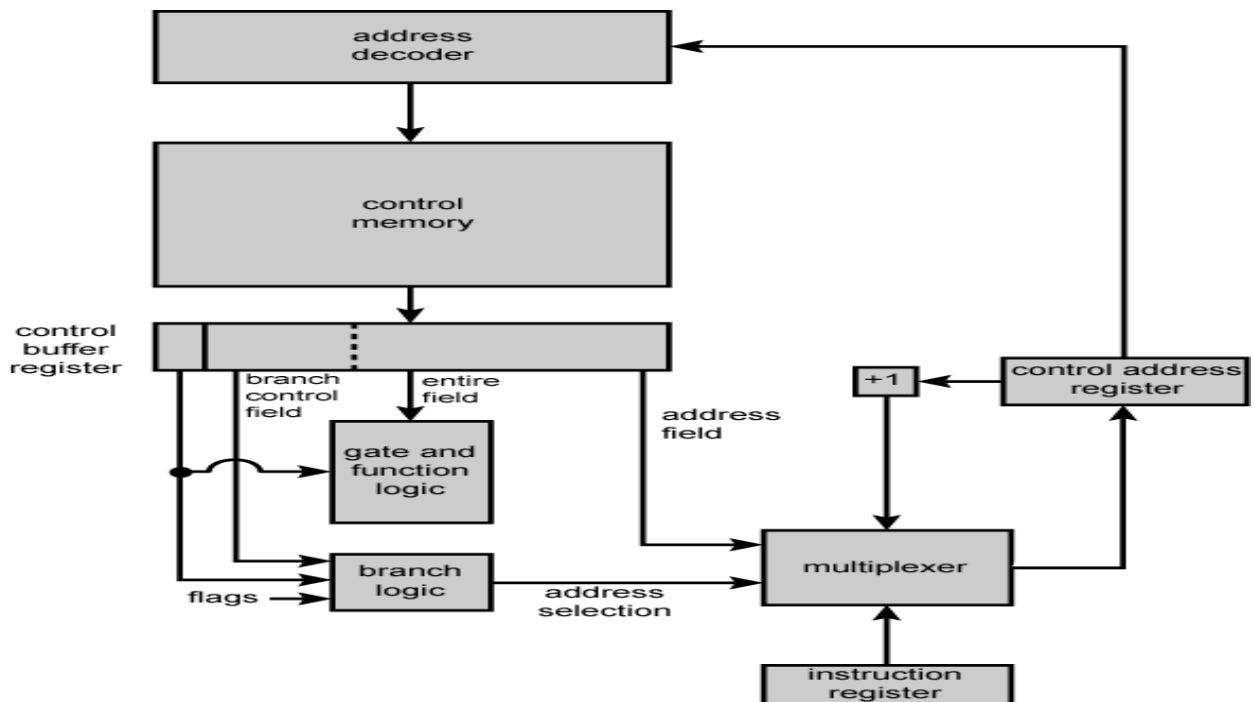 address
decoder
control
memory
control
buffer
register
branch
control
field
entire
field
address
field
+1
control address
register
gate and
function
logic
branch
logic
flags
address
selection
multiplexer
instruction
register